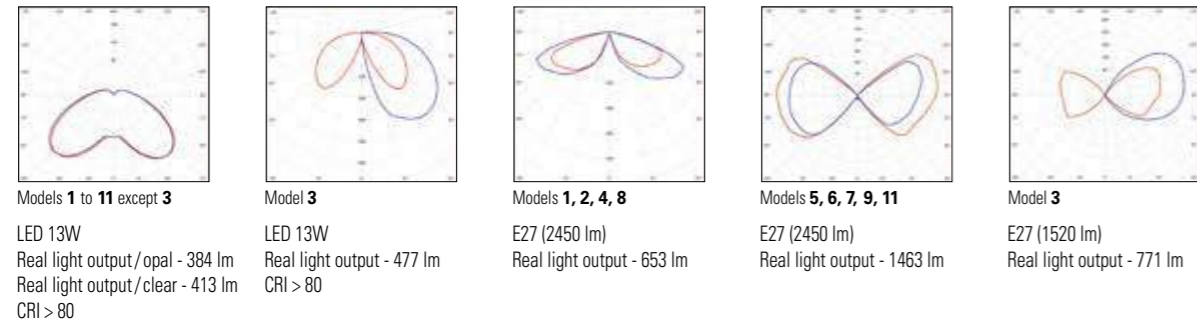 Models 1 to 11 except 3
LED 13W
Real light output/opal - 384 lm
Real light output/clear - 413 lm
CRI > 80
Model 3
LED 13W
Real light output - 477 lm
CRI > 80
Models 1, 2, 4, 8
E27 (2450 lm)
Real light output - 653 lm
Models 5, 6, 7, 9, 11
E27 (2450 lm)
Real light output - 1463 lm
Model 3
E27 (1520 lm)
Real light output - 771 lm